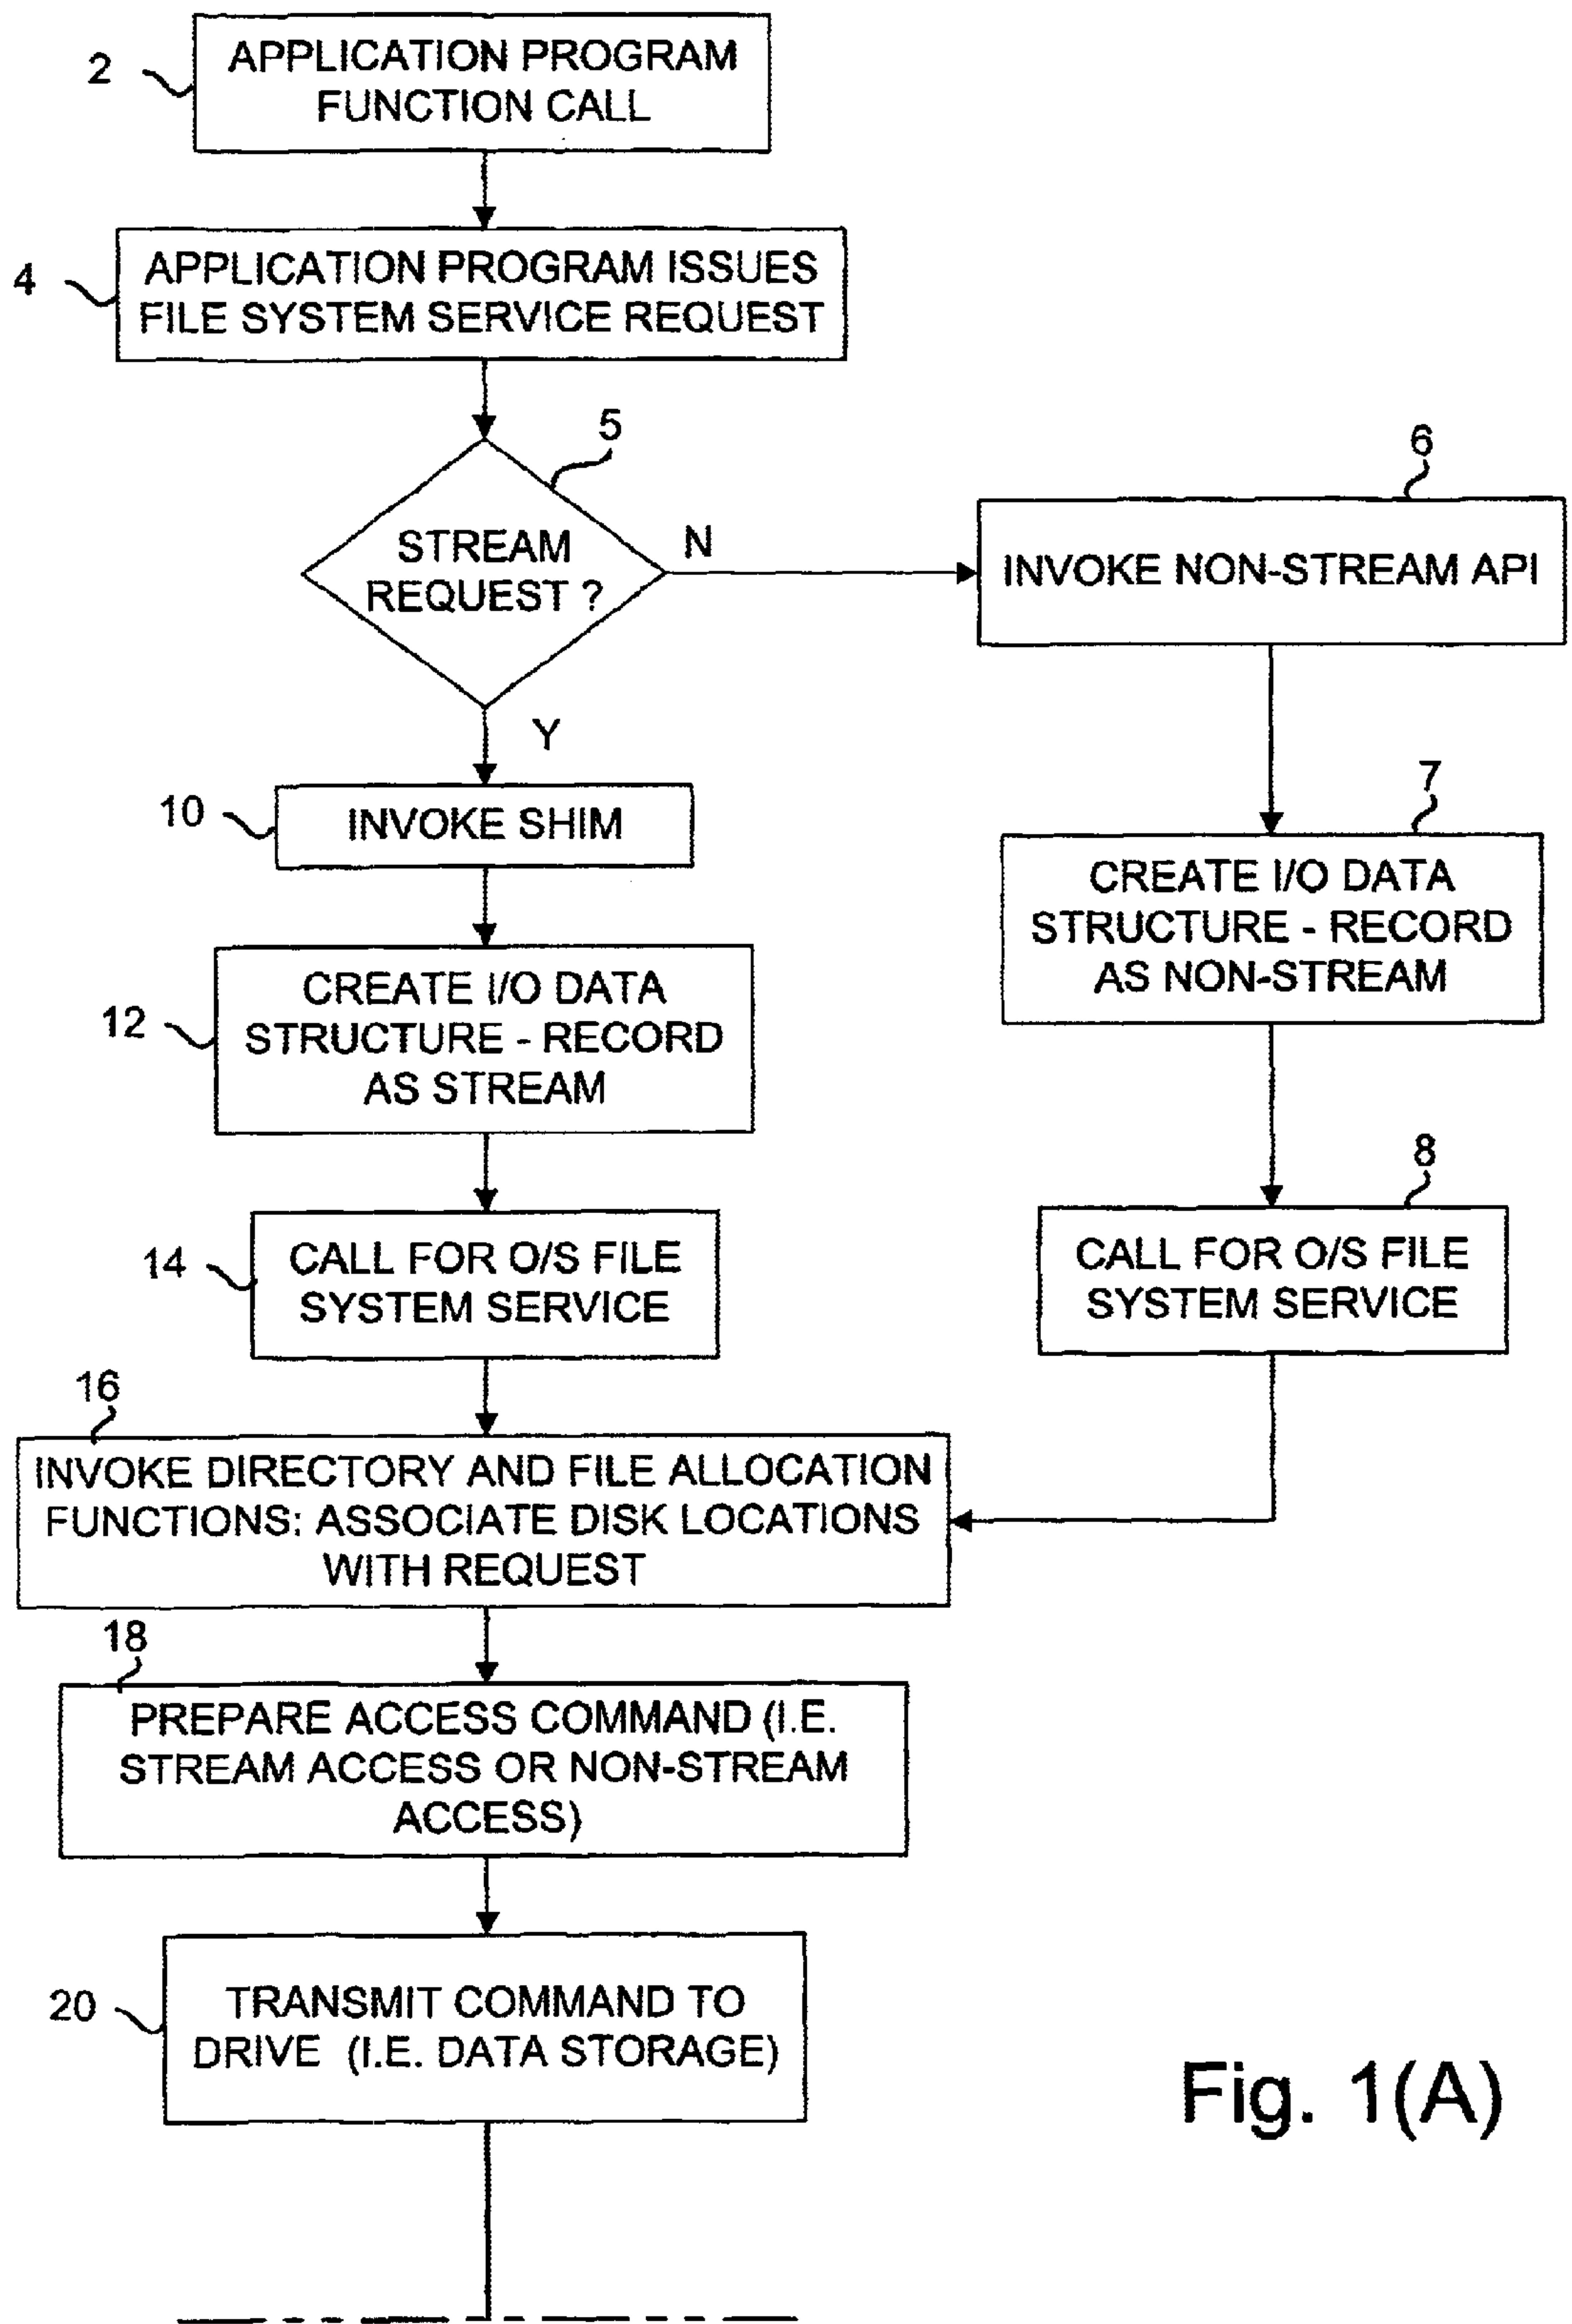 2
APPLICATION PROGRAM
FUNCTION CALL
4
APPLICATION PROGRAM ISSUES
FILE SYSTEM SERVICE REQUEST
5
STREAM
REQUEST ?
N
Y
6
INVOKE NON-STREAM API
7
CREATE I/O DATA
STRUCTURE - RECORD
AS NON-STREAM
8
CALL FOR O/S FILE
SYSTEM SERVICE
10
INVOKE SHIM
12
CREATE I/O DATA
STRUCTURE - RECORD
AS STREAM
14
CALL FOR O/S FILE
SYSTEM SERVICE
16
INVOKE DIRECTORY AND FILE ALLOCATION
FUNCTIONS: ASSOCIATE DISK LOCATIONS
WITH REQUEST
18
PREPARE ACCESS COMMAND (I.E.
STREAM ACCESS OR NON-STREAM
ACCESS)
20
TRANSMIT COMMAND TO
DRIVE (I.E. DATA STORAGE)
Fig. 1(A)